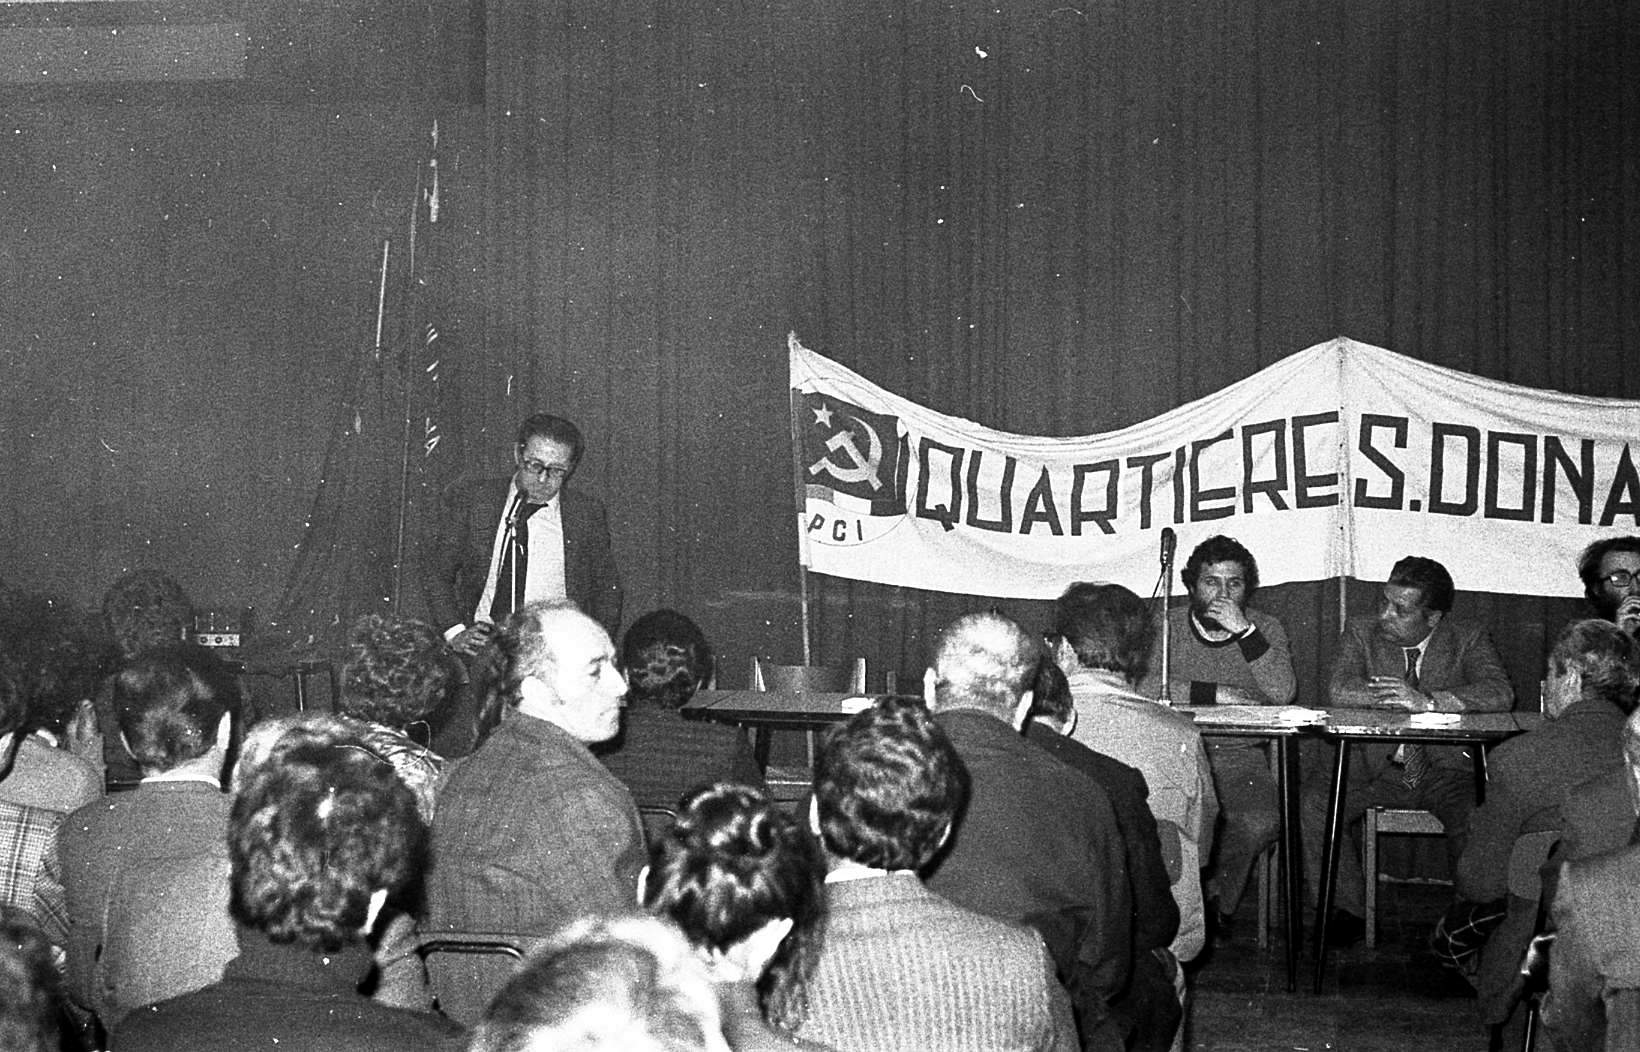 QUARTIERE S.DONA
PCI